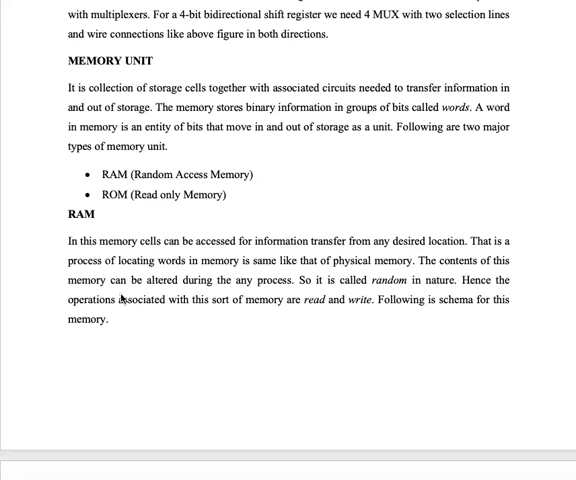 with multiplexers. For a 4-bit bidirectional shift register we need 4 MUX with two selection lines
and wire connections like above figure in both directions.
MEMORY UNIT
It is collection of storage cells together with associated circuits needed to transfer information in
and out of storage. The memory stores binary information in groups of bits called words. A word
in memory is an entity of bits that move in and out of storage as a unit. Following are two major
types of memory unit.
• RAM (Random Access Memory)
• ROM (Read only Memory)
RAM
In this memory cells can be accessed for information transfer from any desired location. That is a
process of locating words in memory is same like that of physical memory. The contents of this
memory can be altered during the any process. So it is called random in nature. Hence the
operations associated with this sort of memory are read and write. Following is schema for this
memory.